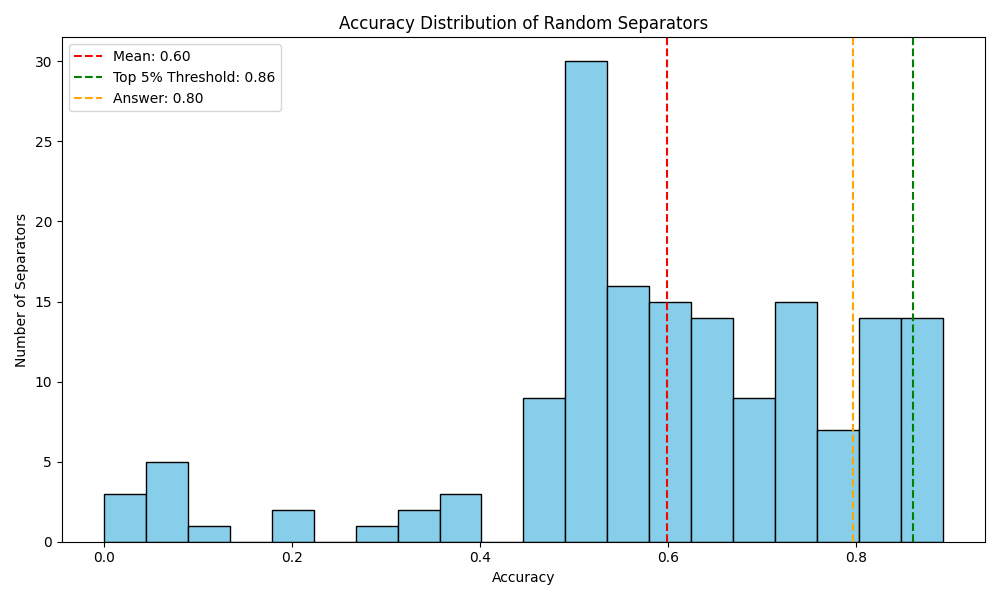 Accuracy Distribution of Random Separators
Mean: 0.60
Top 5% Threshold: 0.86
Answer: 0.80
30
25
20
15
10
5
0
Number of Separators
0.0 0.2 0.4 0.6 0.8
Accuracy